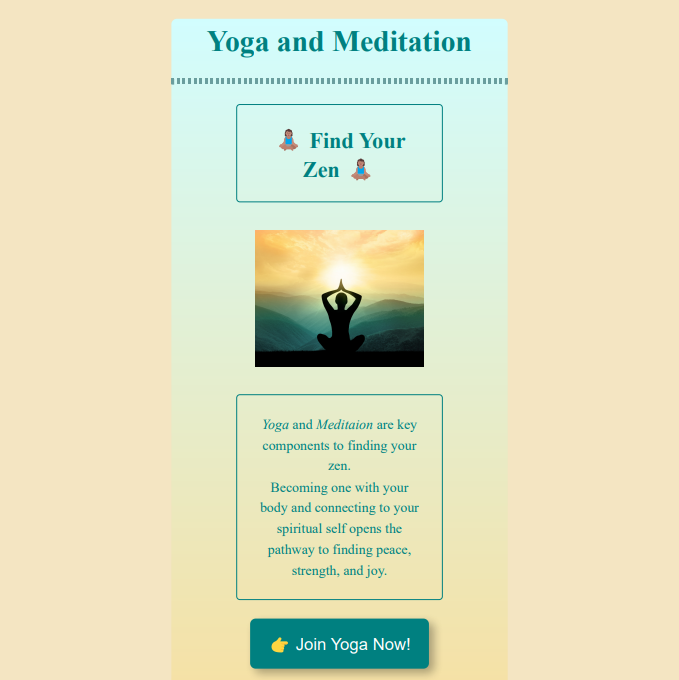 Yoga and Meditation
🧘🏽‍♀️ Find Your
Zen 🧘🏽‍♀️
Yoga and Meditaion are key
components to finding your
zen.
Becoming one with your
body and connecting to your
spiritual self opens the
pathway to finding peace,
strength, and joy.
👉 Join Yoga Now!